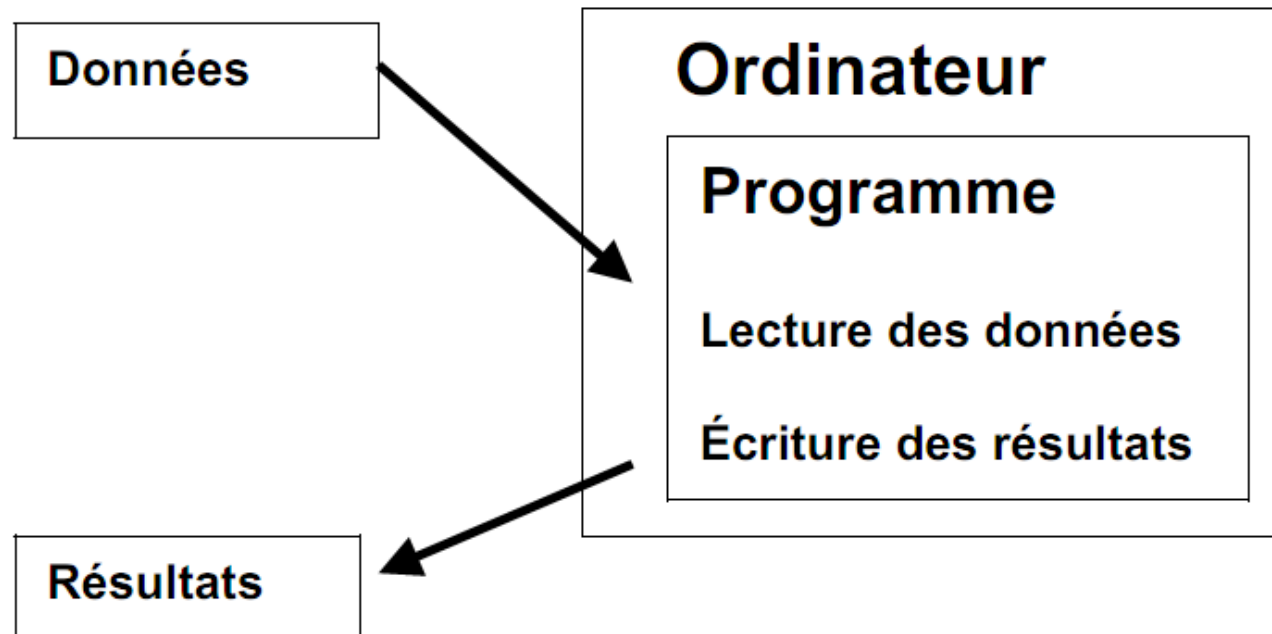 Données
Ordinateur
Programme
Lecture des données
Écriture des résultats
Résultats